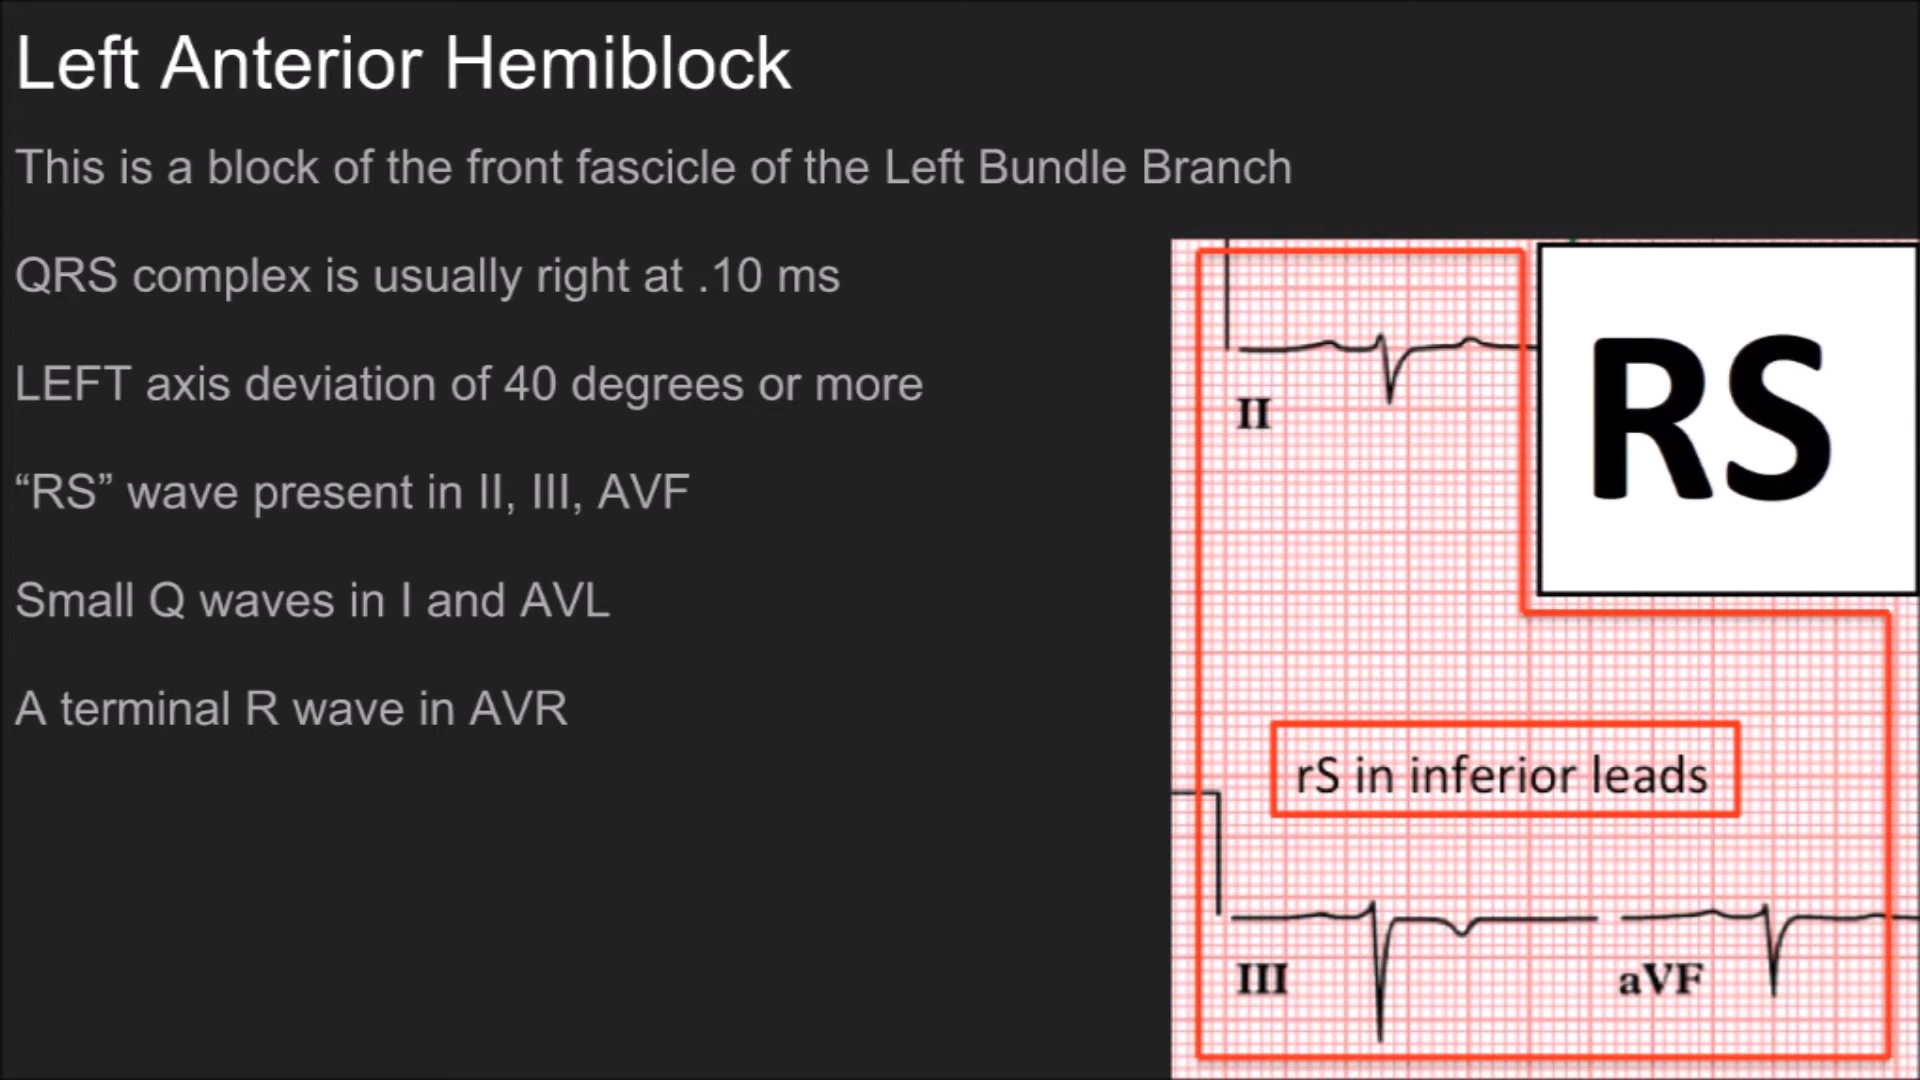 Left Anterior Hemiblock
This is a block of the front fascicle of the Left Bundle Branch
QRS complex is usually right at .10 ms
LEFT axis deviation of 40 degrees or more
“RS” wave present in II, III, AVF
Small Q waves in I and AVL
A terminal R wave in AVR
RS
II
rS in inferior leads
III
aVF